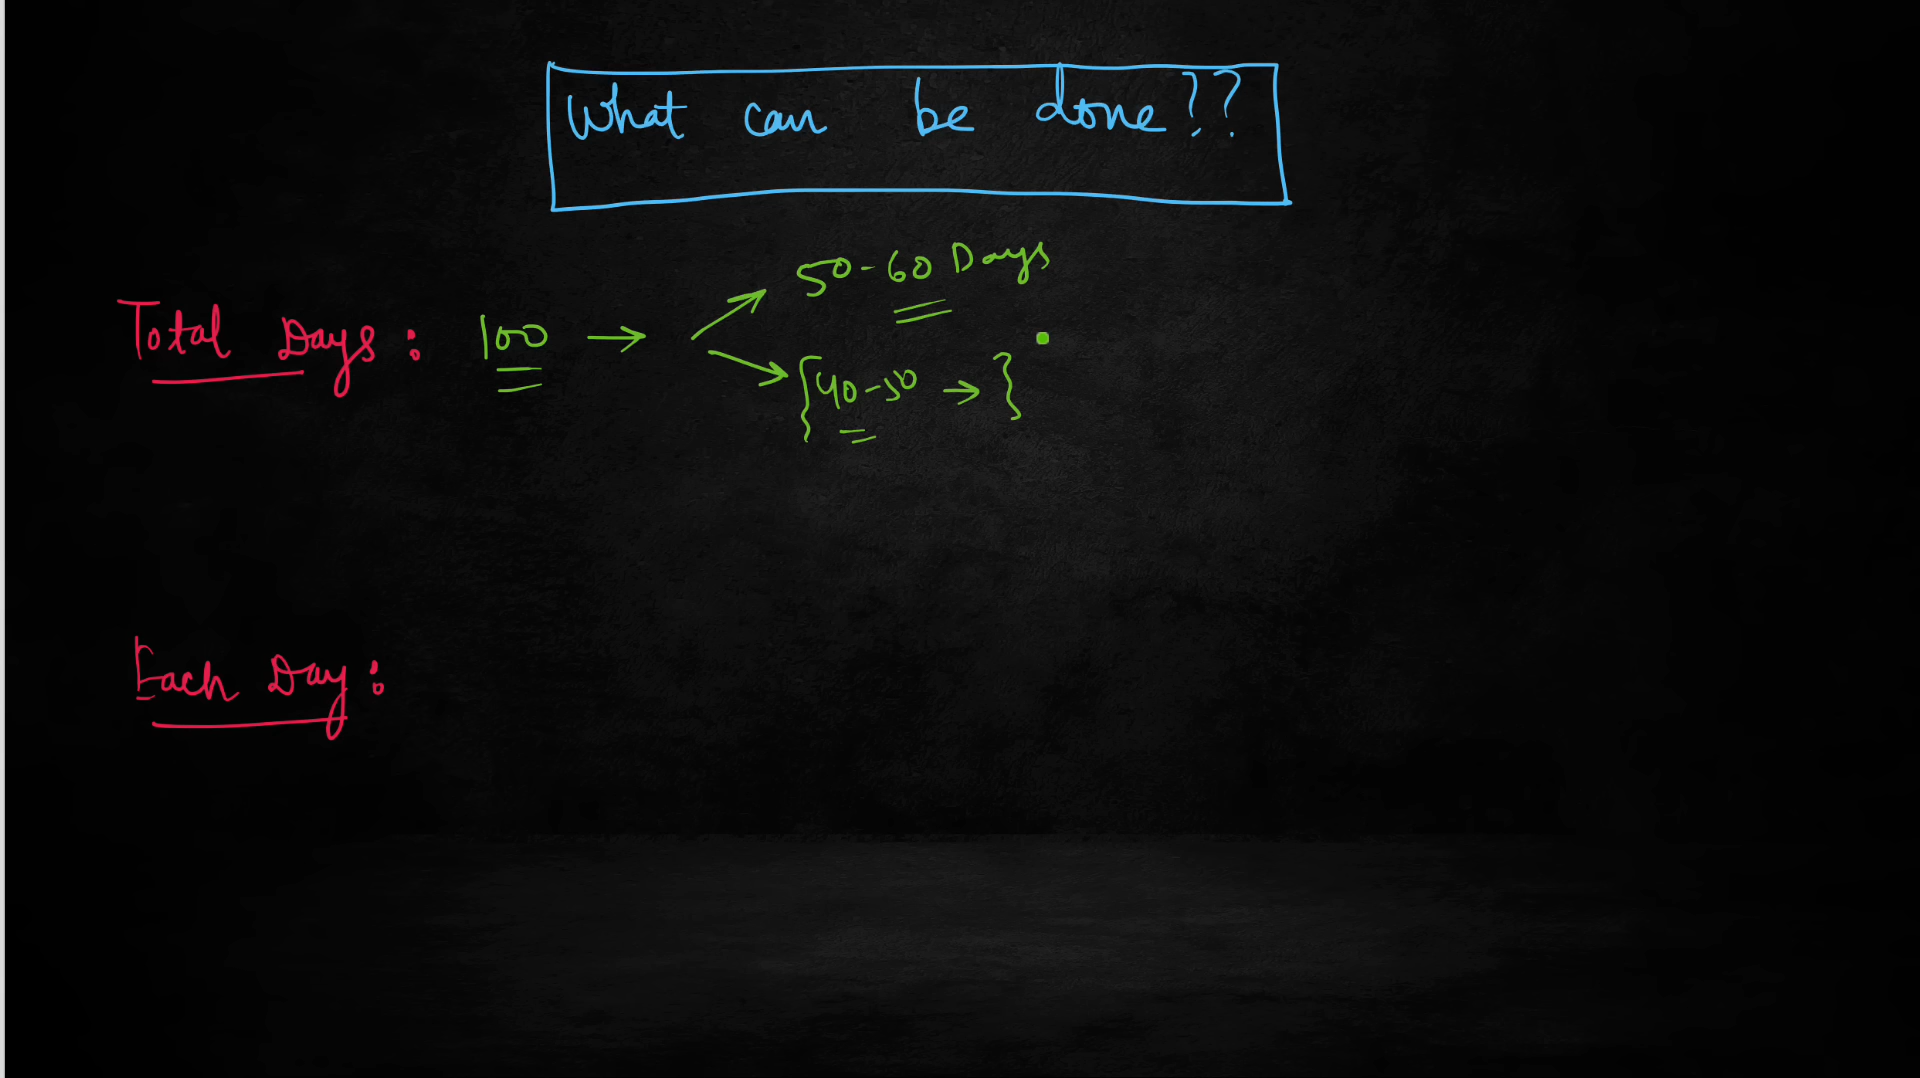 What can be done??
50-60 Days
Total Days: 100 →
{40-50 → }
Each Day: